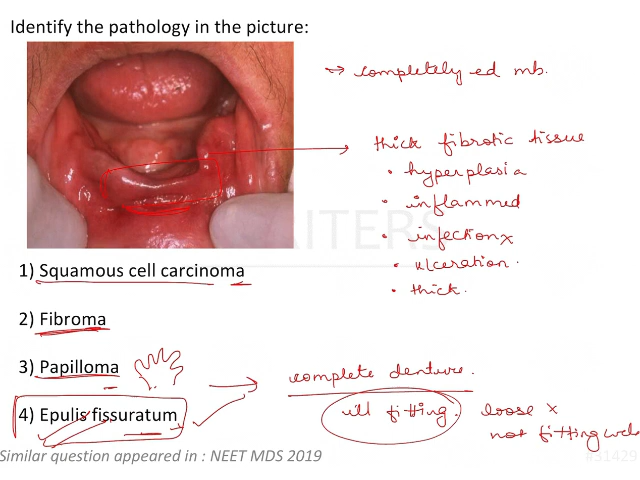 Identify the pathology in the picture:
→ completely ed mb.
thick fibrotic tissue
• hyperplasia
• inflammed
• infection x
• ulceration.
• thick.
1) Squamous cell carcinoma
2) Fibroma
3) Papilloma
4) Epulis fissuratum
complete denture.
ill fitting. loose x
not fitting well
Similar question appeared in : NEET MDS 2019